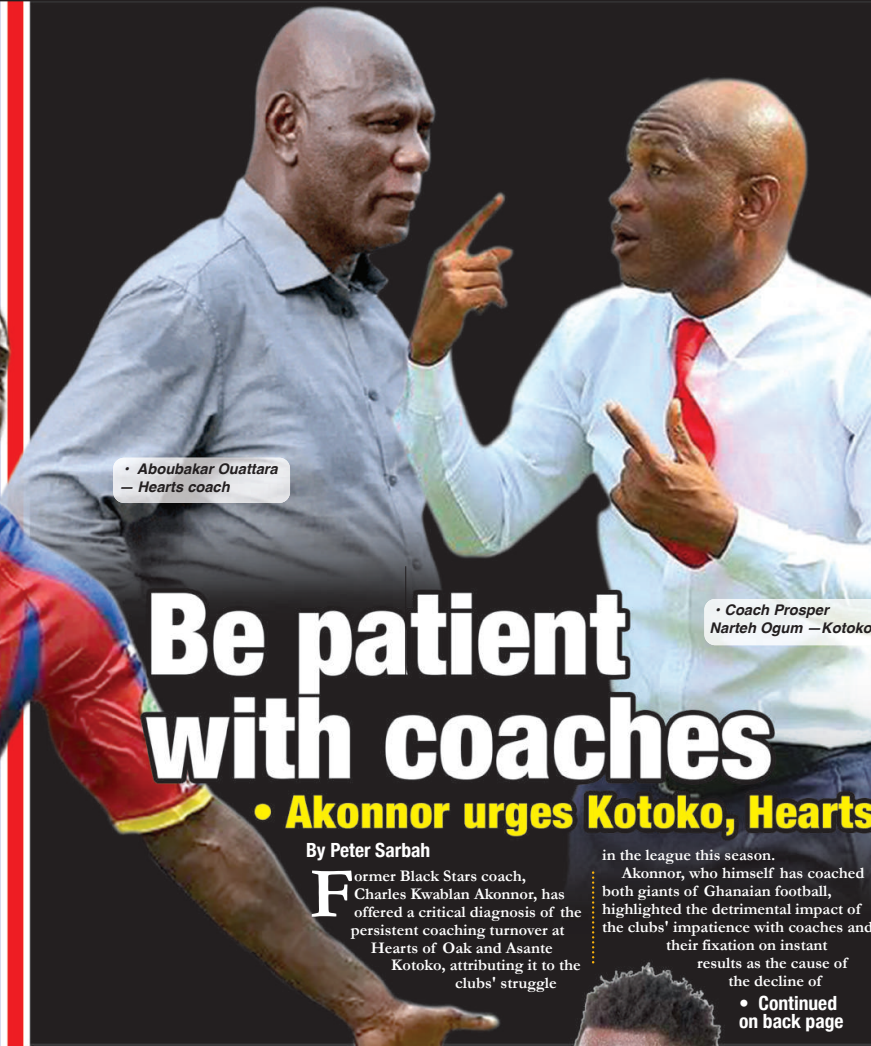 • Aboubakar Ouattara
— Hearts coach
• Coach Prosper
Narteh Ogum —Kotoko
Be patient
with coaches
• Akonnor urges Kotoko, Hearts
By Peter Sarbah
Former Black Stars coach,
Charles Kwablan Akonnor, has
offered a critical diagnosis of the
persistent coaching turnover at
Hearts of Oak and Asante
Kotoko, attributing it to the
clubs' struggle
in the league this season.
Akonnor, who himself has coached
both giants of Ghanaian football,
highlighted the detrimental impact of
the clubs' impatience with coaches and
their fixation on instant
results as the cause of
the decline of
• Continued
on back page